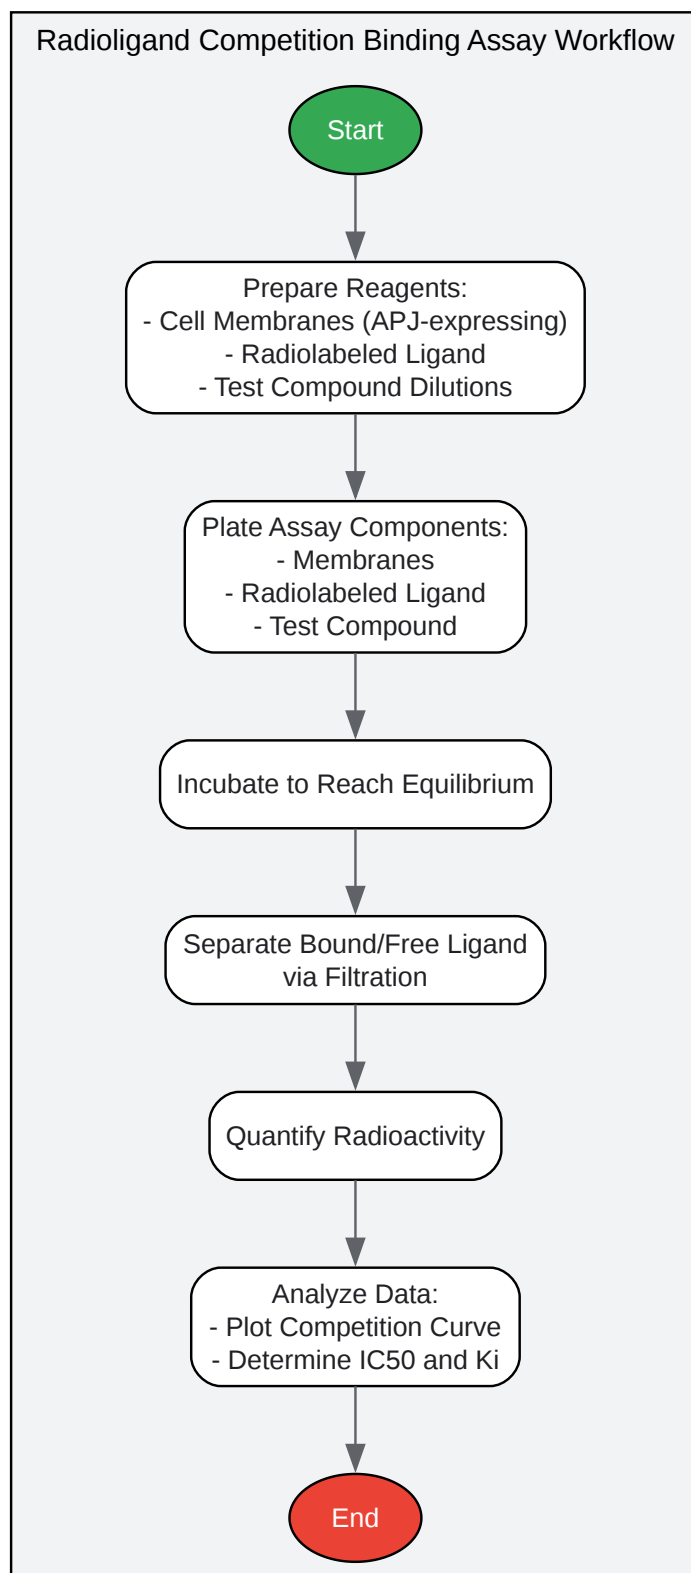 Radioligand Competition Binding Assay Workflow
Start
Prepare Reagents:
- Cell Membranes (APJ-expressing)
- Radiolabeled Ligand
- Test Compound Dilutions
Plate Assay Components:
- Membranes
- Radiolabeled Ligand
- Test Compound
Incubate to Reach Equilibrium
Separate Bound/Free Ligand
via Filtration
Quantify Radioactivity
Analyze Data:
- Plot Competition Curve
- Determine IC50 and Ki
End